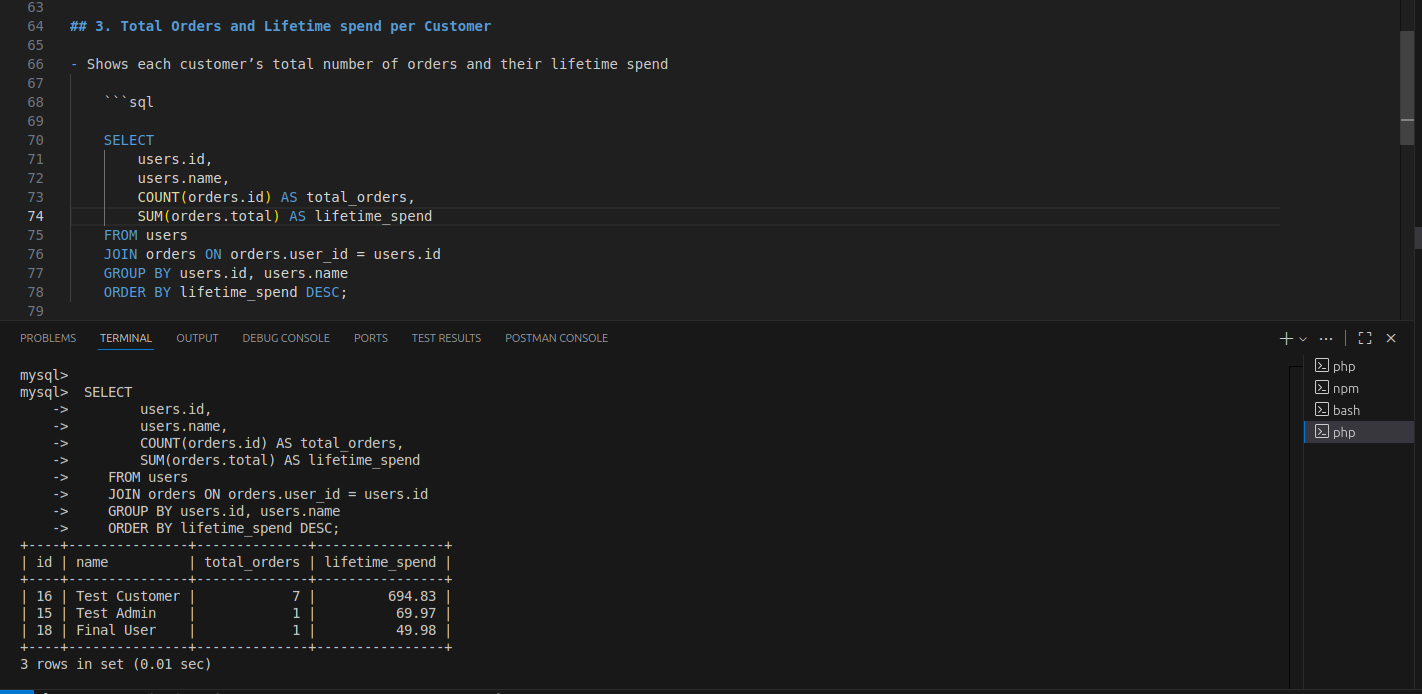 63
64 ## 3. Total Orders and Lifetime spend per Customer
65
66 - Shows each customer’s total number of orders and their lifetime spend
67
68     ```sql
69
70     SELECT
71         users.id,
72         users.name,
73         COUNT(orders.id) AS total_orders,
74         SUM(orders.total) AS lifetime_spend
75     FROM users
76     JOIN orders ON orders.user_id = users.id
77     GROUP BY users.id, users.name
78     ORDER BY lifetime_spend DESC;
79
PROBLEMS TERMINAL OUTPUT DEBUG CONSOLE PORTS TEST RESULTS POSTMAN CONSOLE
mysql>
mysql>  SELECT
    ->         users.id,
    ->         users.name,
    ->         COUNT(orders.id) AS total_orders,
    ->         SUM(orders.total) AS lifetime_spend
    ->     FROM users
    ->     JOIN orders ON orders.user_id = users.id
    ->     GROUP BY users.id, users.name
    ->     ORDER BY lifetime_spend DESC;
+----+---------------+--------------+----------------+
| id | name          | total_orders | lifetime_spend |
+----+---------------+--------------+----------------+
| 16 | Test Customer |            7 |         694.83 |
| 15 | Test Admin    |            1 |          69.97 |
| 18 | Final User    |            1 |          49.98 |
+----+---------------+--------------+----------------+
3 rows in set (0.01 sec)
php
npm
bash
php